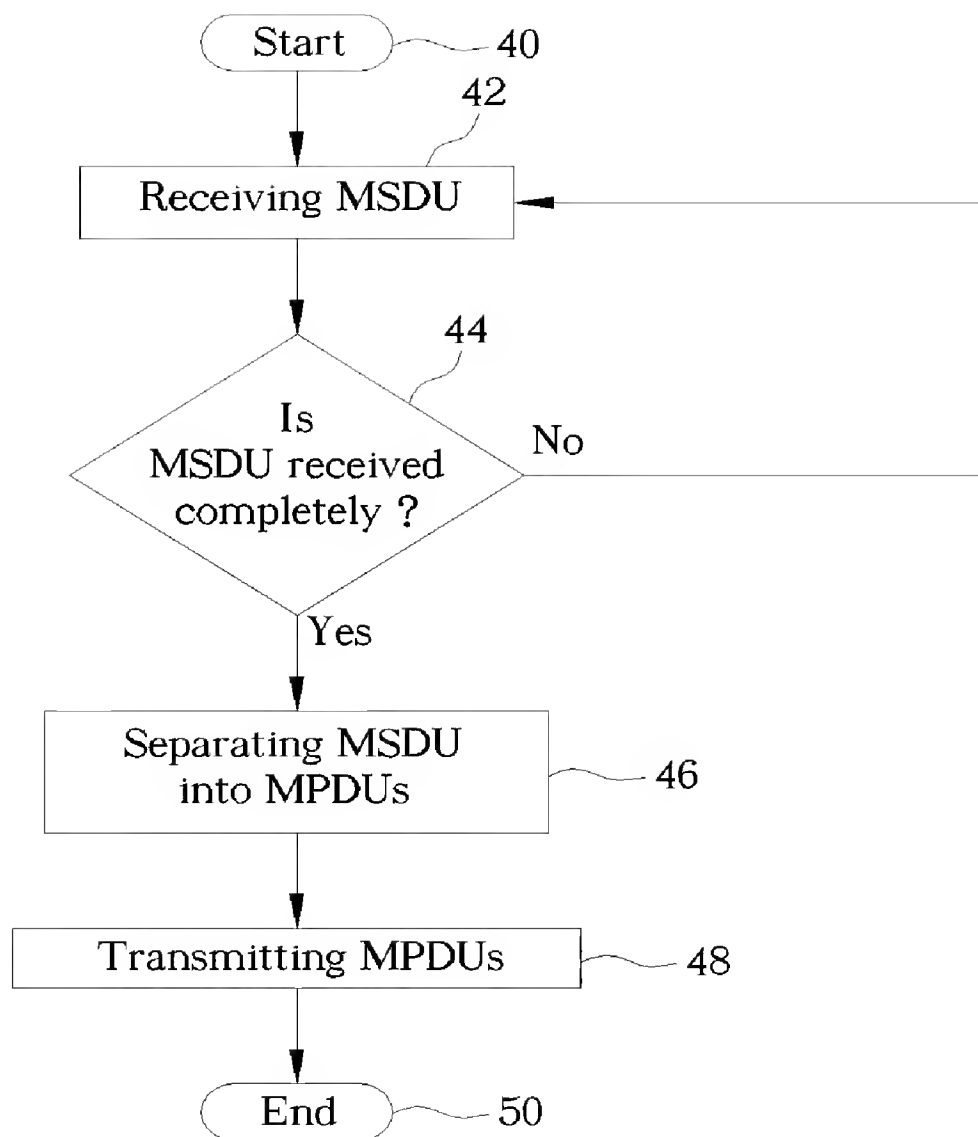 Start
40
42
Receiving MSDU
44
Is
MSDU received
completely ?
No
Yes
Separating MSDU
into MPDUs
46
Transmitting MPDUs
48
End
50